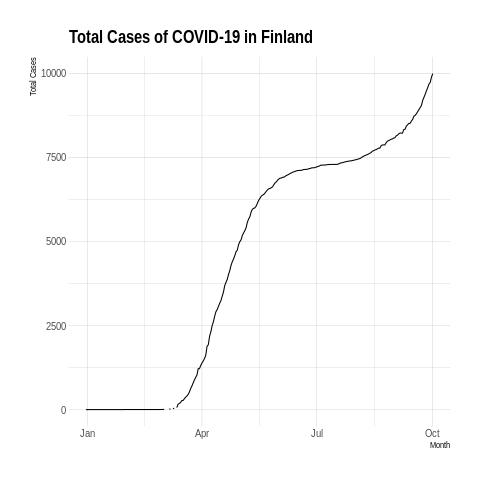 Total Cases of COVID-19 in Finland
Total Cases
10000
7500
5000
2500
0
Jan Apr Jul Oct
Month